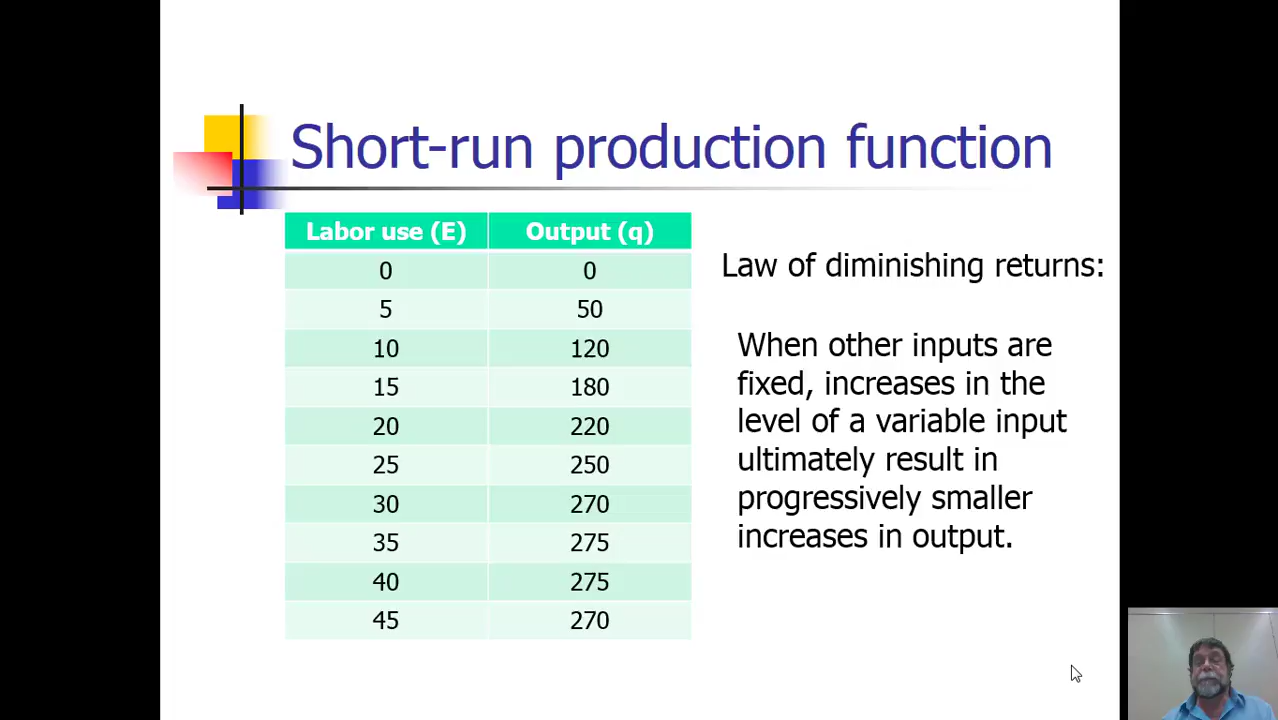 Short-run production function
Labor use (E) Output (q)
0 0
5 50
10 120
15 180
20 220
25 250
30 270
35 275
40 275
45 270
Law of diminishing returns:
When other inputs are
fixed, increases in the
level of a variable input
ultimately result in
progressively smaller
increases in output.